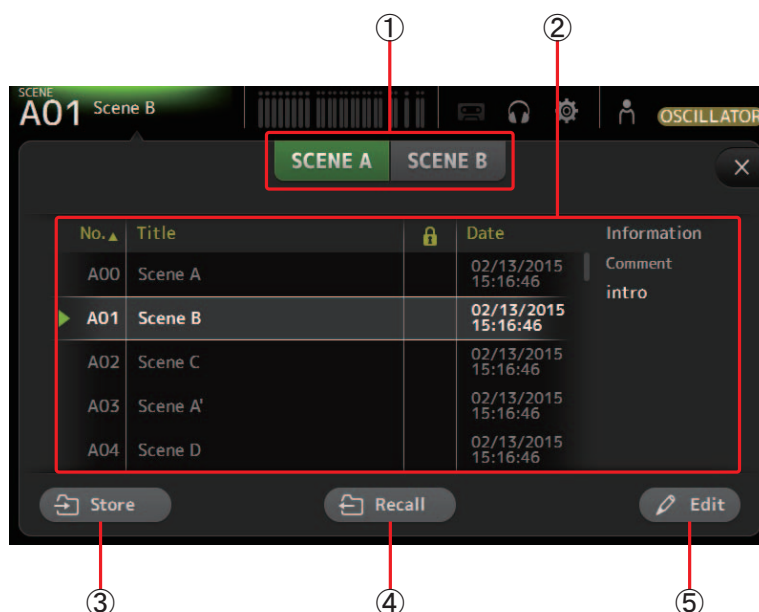 ① ②
SCENE
A01 Scene B
OSCILLATOR
SCENE A SCENE B
No.▲ Title Date Information
A00 Scene A 02/13/2015 15:16:46
Comment
intro
A01 Scene B 02/13/2015 15:16:46
A02 Scene C 02/13/2015 15:16:46
A03 Scene A' 02/13/2015 15:16:46
A04 Scene D 02/13/2015 15:16:46
Store Recall Edit
③ ④ ⑤